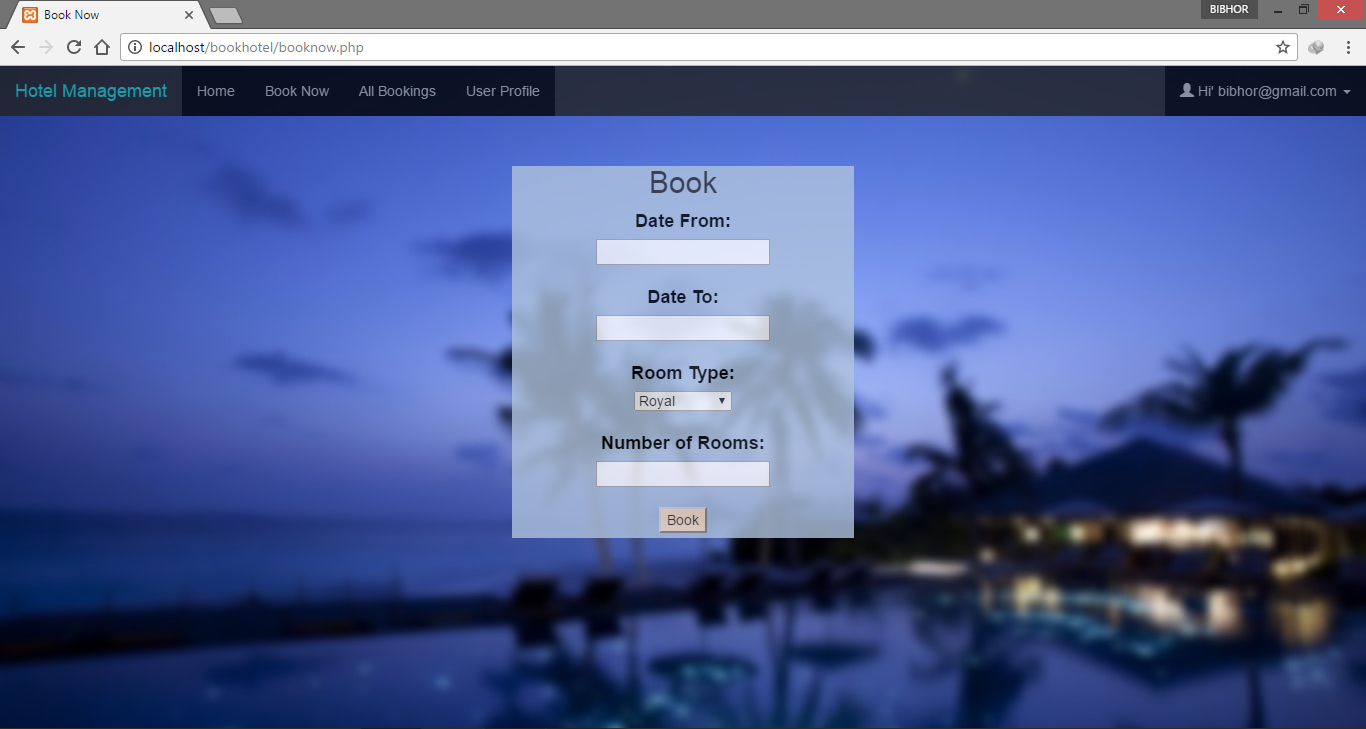 Book Now
BIBHOR
localhost/bookhotel/booknow.php
Hotel Management Home Book Now All Bookings User Profile Hi' bibhor@gmail.com
Book
Date From:
Date To:
Room Type:
Royal
Number of Rooms:
Book